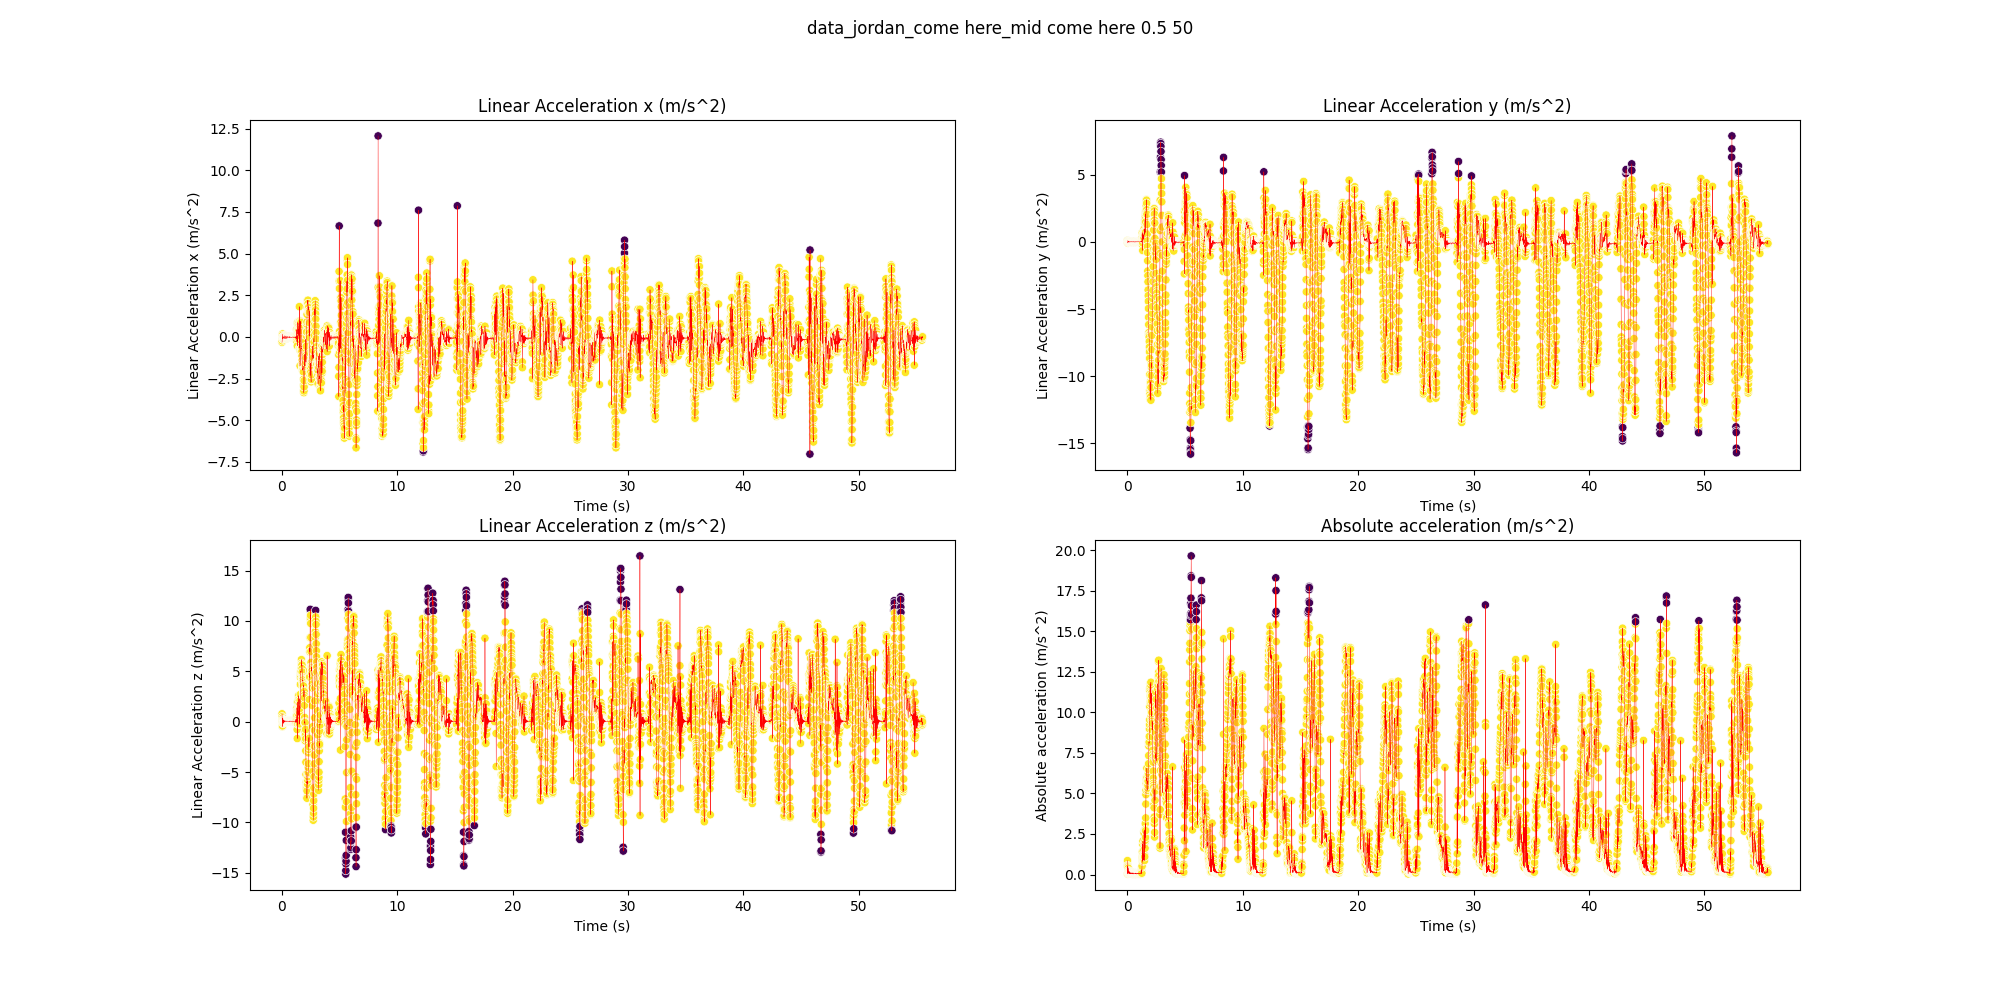 data_jordan_come here_mid come here 0.5 50
Linear Acceleration x (m/s^2)
Linear Acceleration x (m/s^2)
12.5
10.0
7.5
5.0
2.5
0.0
−2.5
−5.0
−7.5
0 10 20 30 40 50
Time (s)
Linear Acceleration y (m/s^2)
Linear Acceleration y (m/s^2)
5
0
−5
−10
−15
0 10 20 30 40 50
Time (s)
Linear Acceleration z (m/s^2)
Linear Acceleration z (m/s^2)
15
10
5
0
−5
−10
−15
0 10 20 30 40 50
Time (s)
Absolute acceleration (m/s^2)
Absolute acceleration (m/s^2)
20.0
17.5
15.0
12.5
10.0
7.5
5.0
2.5
0.0
0 10 20 30 40 50
Time (s)